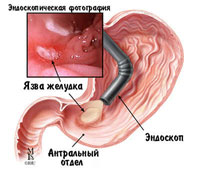 Эндоскопическая фотография
Язва желудка
Эндоскоп
Антральный
отдел